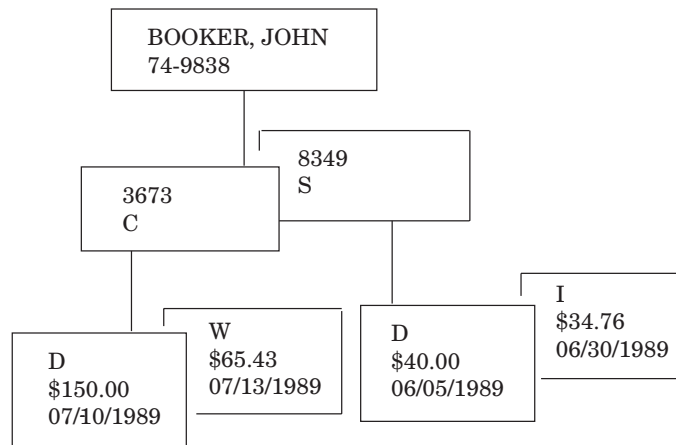 BOOKER, JOHN
74-9838
8349
S
3673
C
I
$34.76
06/30/1989
W
$65.43
07/13/1989
D
$40.00
06/05/1989
D
$150.00
07/10/1989